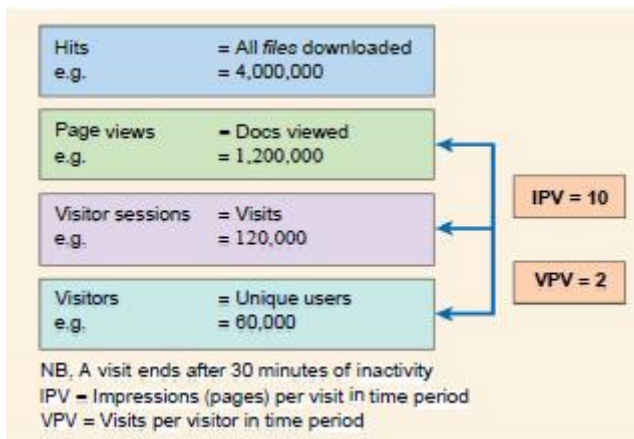 Hits = All files downloaded
e.g. = 4,000,000
Page views = Docs viewed
e.g. = 1,200,000
IPV = 10
Visitor sessions = Visits
e.g. = 120,000
VPV = 2
Visitors = Unique users
e.g. = 60,000
NB, A visit ends after 30 minutes of inactivity
IPV = Impressions (pages) per visit in time period
VPV = Visits per visitor in time period